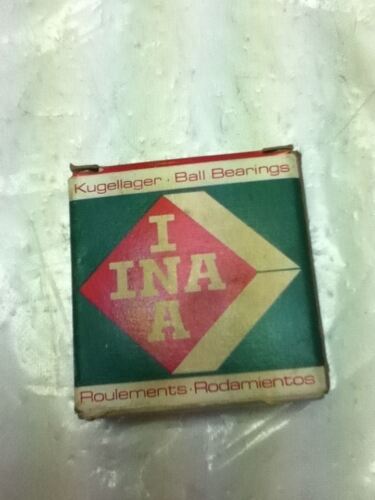 Kugellager · Ball Bearings
I
INA
A
Roulements · Rodamientos